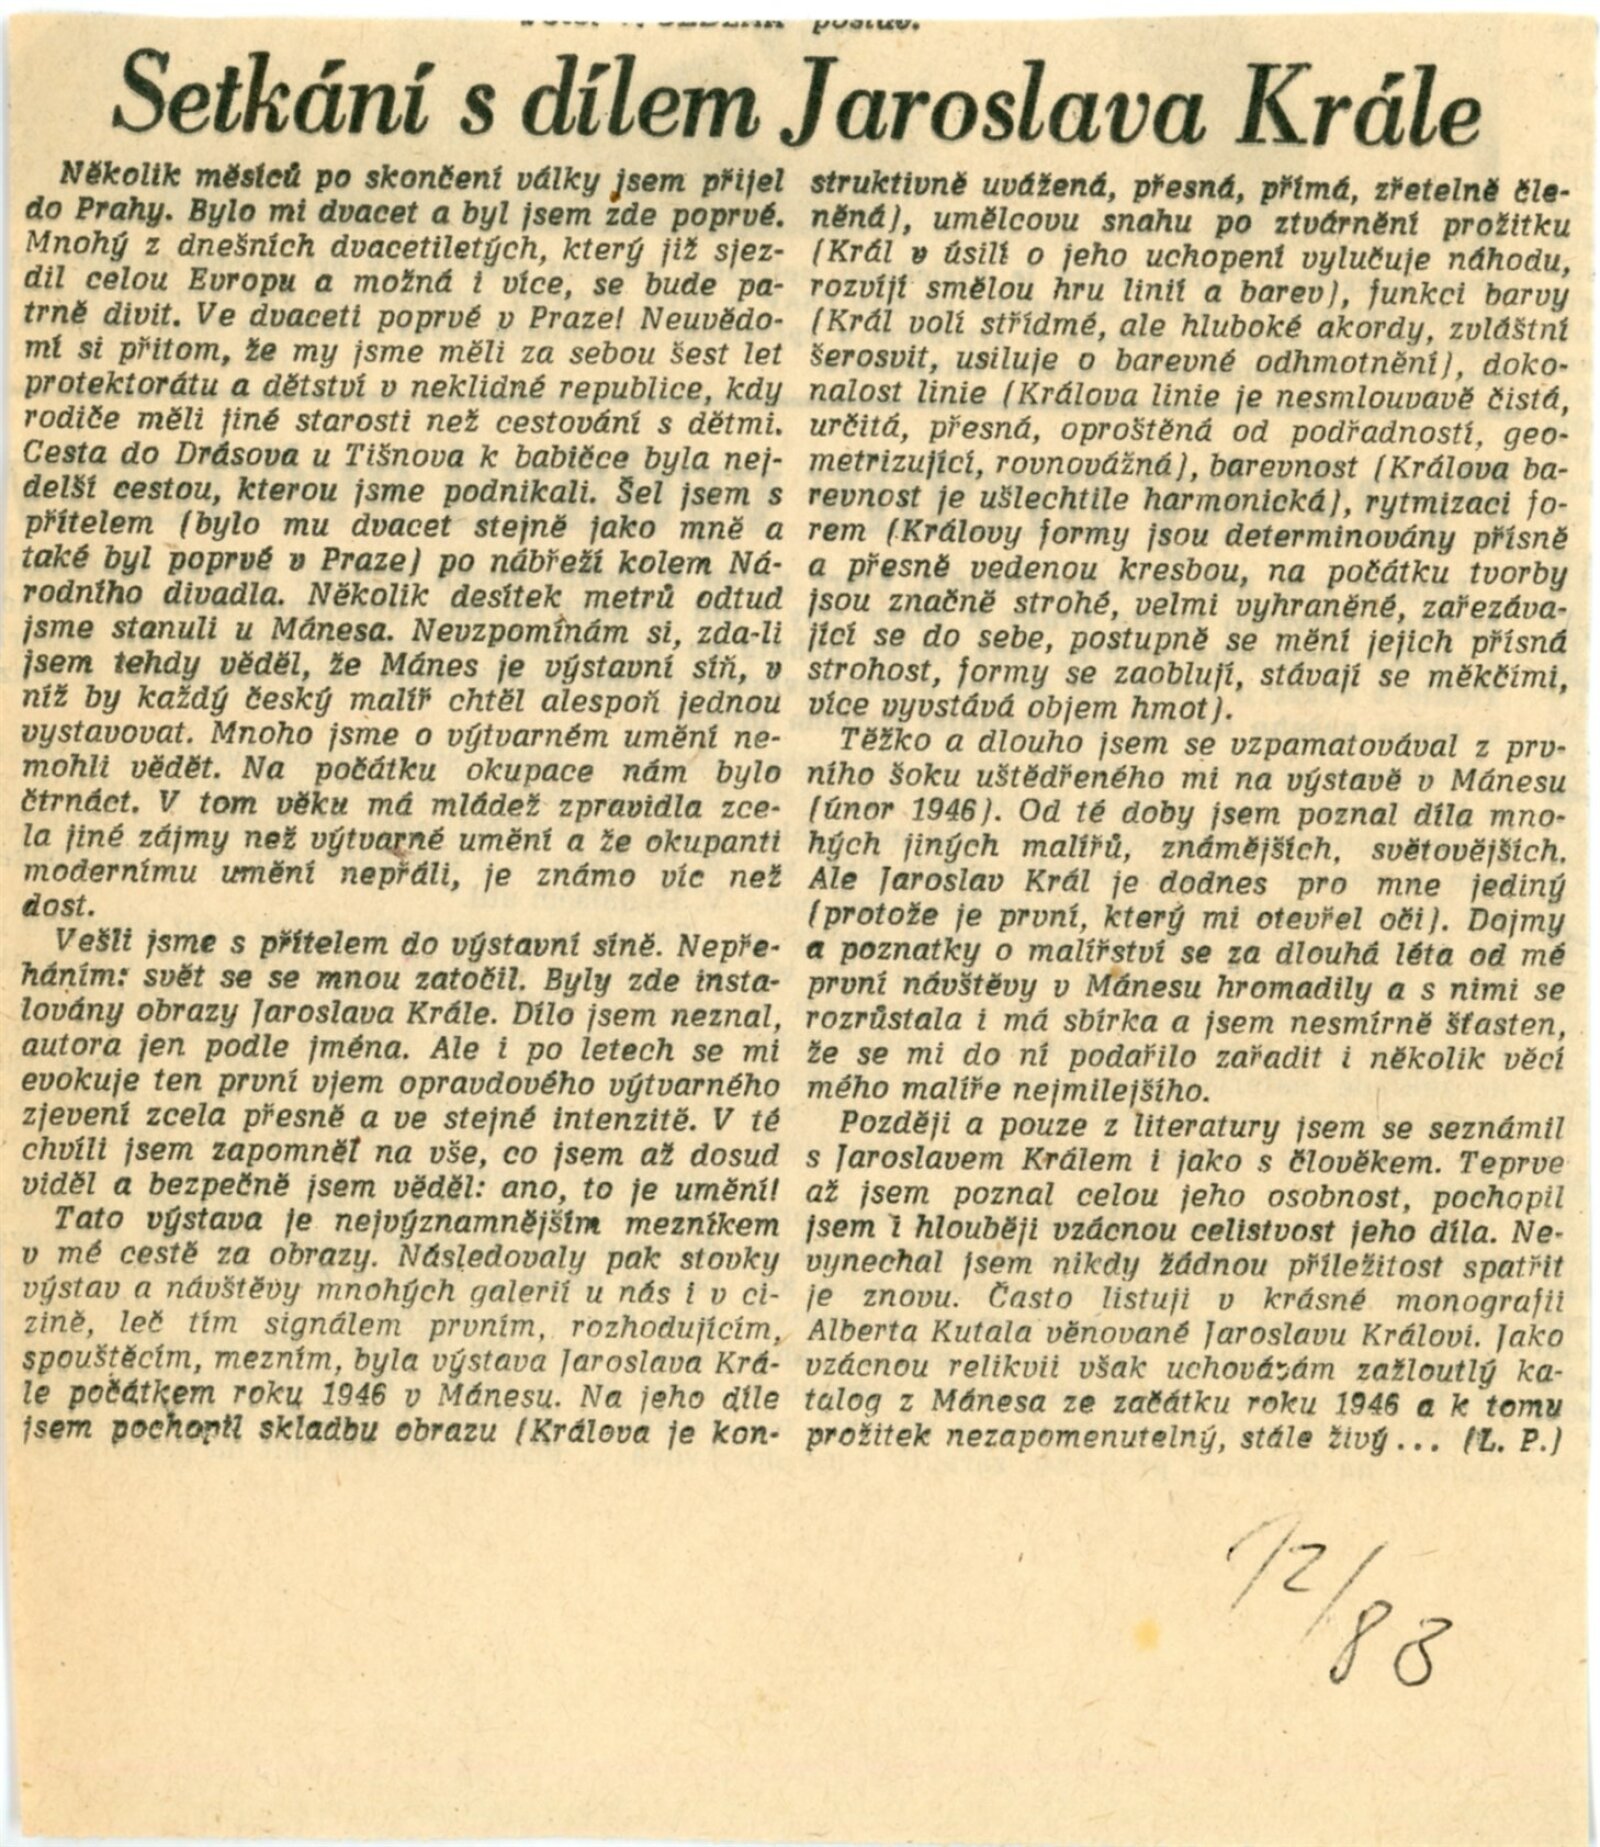 Setkání s dílem Jaroslava Krále
Několik měsíců po skončení války jsem přijel
do Prahy. Bylo mi dvacet a byl jsem zde poprvé.
Mnohý z dnešních dvacetiletých, který již sjez-
dil celou Evropu a možná i více, se bude pa-
trně divit. Ve dvaceti poprvé v Praze! Neuvědo-
mí si přitom, že my jsme měli za sebou šest let
protektorátu a dětství v neklidné republice, kdy
rodiče měli jiné starosti než cestování s dětmi.
Cesta do Drásova u Tišnova k babičce byla nej-
delší cestou, kterou jsme podnikali. Šel jsem s
přítelem (bylo mu dvacet stejně jako mně a
také byl poprvé v Praze) po nábřeží kolem Ná-
rodního divadla. Několik desítek metrů odtud
jsme stanuli u Mánesa. Nevzpomínám si, zda-li
jsem tehdy věděl, že Mánes je výstavní síň, v
níž by každý český malíř chtěl alespoň jednou
vystavovat. Mnoho jsme o výtvarném umění ne-
mohli vědět. Na počátku okupace nám bylo
čtrnáct. V tom věku má mládež zpravidla zce-
la jiné zájmy než výtvarné umění a že okupanti
modernímu umění nepřáli, je známo víc než
dost.
Vešli jsme s přítelem do výstavní síně. Nepře-
háním: svět se se mnou zatočil. Byly zde insta-
lovány obrazy Jaroslava Krále. Dílo jsem neznal,
autora jen podle jména. Ale i po letech se mi
evokuje ten první vjem opravdového výtvarného
zjevení zcela přesně a ve stejné intenzitě. V té
chvíli jsem zapomněl na vše, co jsem až dosud
viděl a bezpečně jsem věděl: ano, to je umění!
Tato výstava je nejvýznamnějším mezníkem
v mé cestě za obrazy. Následovaly pak stovky
výstav a návštěvy mnohých galerií u nás i v ci-
zině, leč tím signálem prvním, rozhodujícím,
spouštěcím, mezním, byla výstava Jaroslava Krá-
le počátkem roku 1946 v Mánesu. Na jeho díle
jsem pochopil skladbu obrazu (Králova je kon-
struktivně uvážená, přesná, přímá, zřetelně čle-
něná), umělcovu snahu po ztvárnění prožitku
(Král v úsilí o jeho uchopení vylučuje náhodu,
rozvíjí smělou hru linií a barev), funkci barvy
(Král volí střídmé, ale hluboké akordy, zvláštní
šerosvit, usiluje o barevné odhmotnění), doko-
nalost linie (Králova linie je nesmlouvavě čistá,
určitá, přesná, oproštěná od podřadností, geo-
metrizující, rovnovážná), barevnost (Králova ba-
revnost je ušlechtile harmonická), rytmizaci fo-
rem (Královy formy jsou determinovány přísně
a přesně vedenou kresbou, na počátku tvorby
jsou značně strohé, velmi vyhraněné, zařezáva-
jící se do sebe, postupně se mění jejich přísná
strohost, formy se zaoblují, stávají se měkčími,
více vyvstává objem hmot).
Těžko a dlouho jsem se vzpamatovával z prv-
ního šoku uštědřeného mi na výstavě v Mánesu
(únor 1946). Od té doby jsem poznal díla mno-
hých jiných malířů, známějších, světovějších.
Ale Jaroslav Král je dodnes pro mne jediný
(protože je první, který mi otevřel oči). Dojmy
a poznatky o malířství se za dlouhá léta od mé
první návštěvy v Mánesu hromadily a s nimi se
rozrůstala i má sbírka a jsem nesmírně šťasten,
že se mi do ní podařilo zařadit i několik věcí
mého malíře nejmilejšího.
Později a pouze z literatury jsem se seznámil
s Jaroslavem Králem i jako s člověkem. Teprve
až jsem poznal celou jeho osobnost, pochopil
jsem i hlouběji vzácnou celistvost jeho díla. Ne-
vynechal jsem nikdy žádnou příležitost spatřit
je znovu. Často listuji v krásné monografii
Alberta Kutala věnované Jaroslavu Královi. Jako
vzácnou relikvii však uchovávám zažloutlý ka-
talog z Mánesa ze začátku roku 1946 a k tomu
prožitek nezapomenutelný, stále živý... (L. P.)
12/88